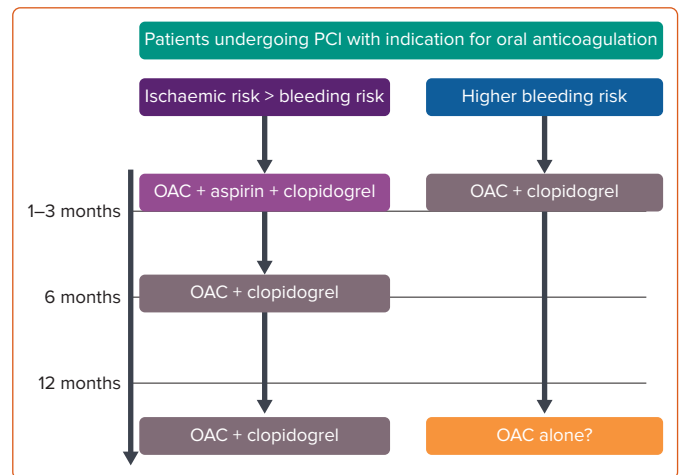 Patients undergoing PCI with indication for oral anticoagulation
Ischaemic risk > bleeding risk
Higher bleeding risk
OAC + aspirin + clopidogrel
OAC + clopidogrel
1–3 months
OAC + clopidogrel
6 months
12 months
OAC + clopidogrel
OAC alone?